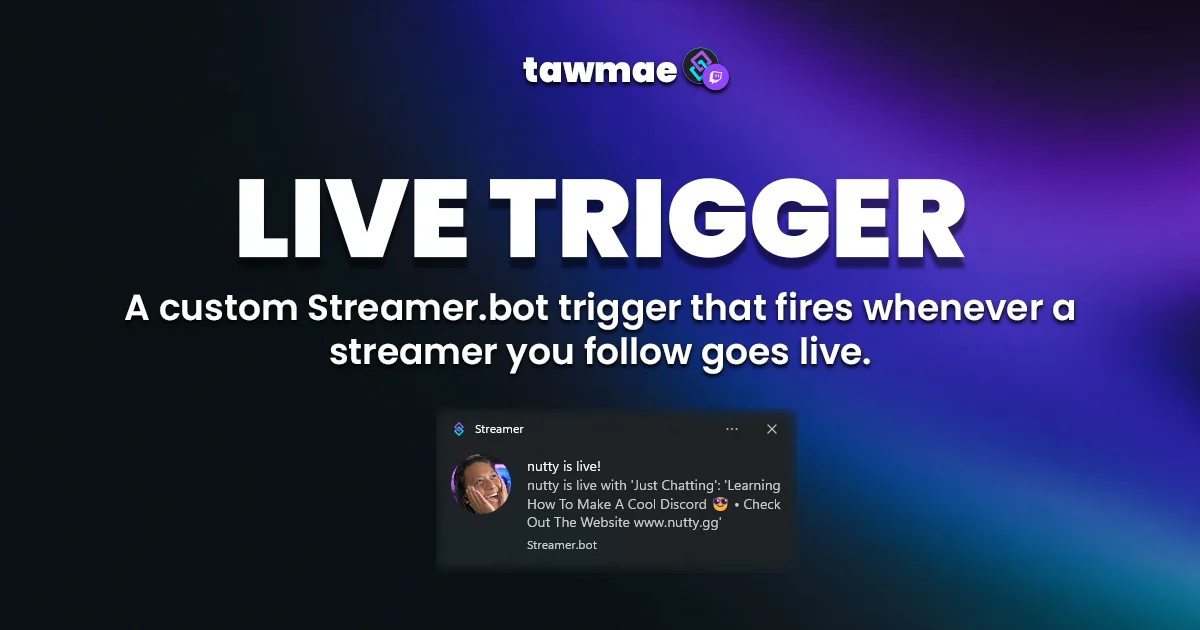 tawmae
LIVE TRIGGER
A custom Streamer.bot trigger that fires whenever a
streamer you follow goes live.
Streamer
nutty is live!
nutty is live with 'Just Chatting': 'Learning
How To Make A Cool Discord 😎 • Check
Out The Website www.nutty.gg'
Streamer.bot